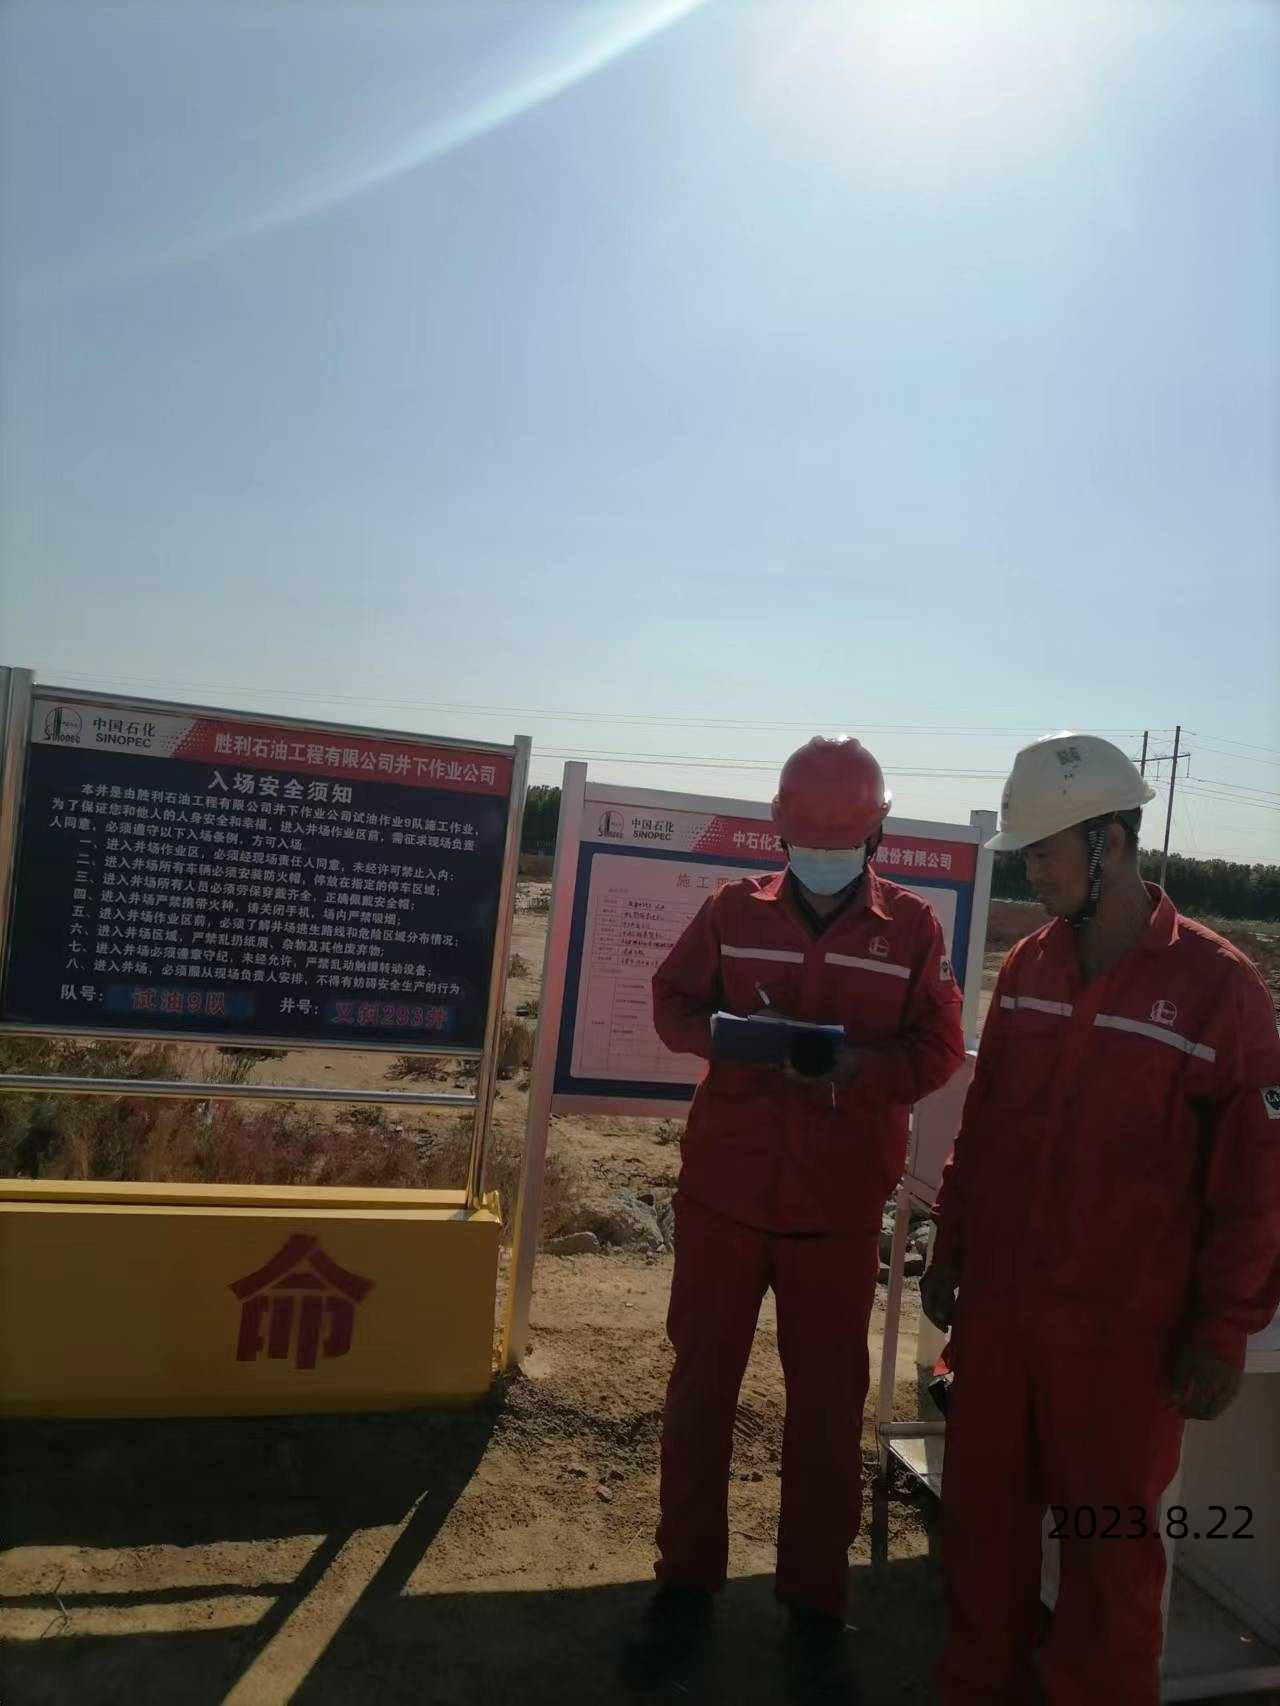 中国石化
SINOPEC
胜利石油工程有限公司井下作业公司
入场安全须知
本井是由胜利石油工程有限公司井下作业公司试油作业9队施工作业，
为了保证您和他人的人身安全和幸福，进入井场作业区前，需征求现场负责
人同意，必须遵守以下入场条例，方可入场
一、进入井场作业区，必须经现场责任人同意，未经许可禁止入内；
二、进入井场所有车辆必须安装防火帽，停放在指定的停车区域；
三、进入井场所有人员必须劳保穿戴齐全，正确佩戴安全帽；
四、进入井场严禁携带火种，请关闭手机，场内严禁吸烟；
五、进入井场作业区前，必须了解井场逃生路线和危险区域分布情况；
六、进入井场区域，严禁乱扔纸屑、杂物及其他废弃物；
七、进入井场必须遵章守纪，未经允许，严禁乱动触摸转动设备；
八、进入井场，必须服从现场负责人安排，不得有妨碍安全生产的行为
队号：试油9队 井号：义斜293井
中国石化
SINOPEC
中石化石 股份有限公司
施工
命
2023.8.22